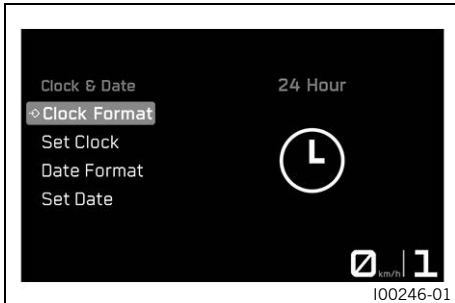 Clock & Date
24 Hour
Clock Format
Set Clock
Date Format
Set Date
0 km/h 1
I00246-01